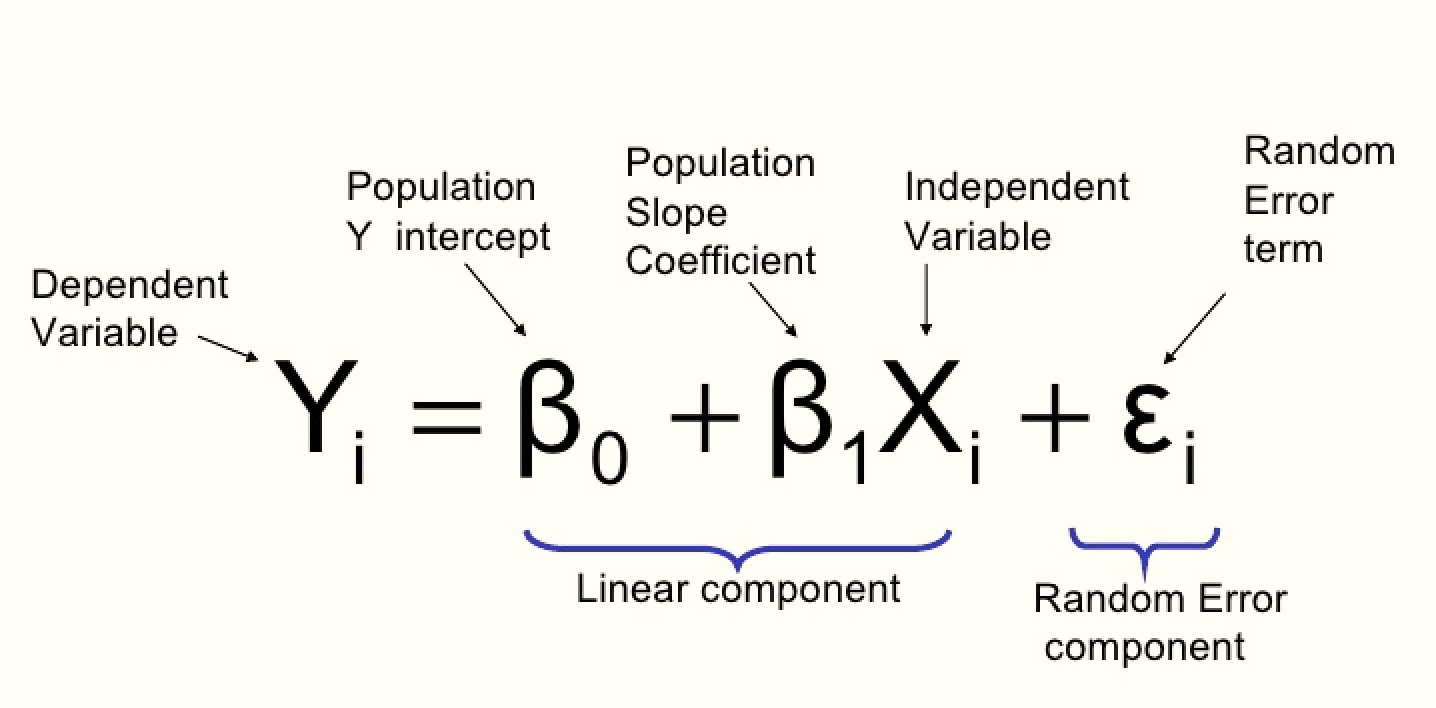 Population
Y intercept
Population
Slope
Coefficient
Independent
Variable
Random
Error
term
Dependent
Variable
Yᵢ = β₀ + β₁Xᵢ + εᵢ
Linear component
Random Error
component